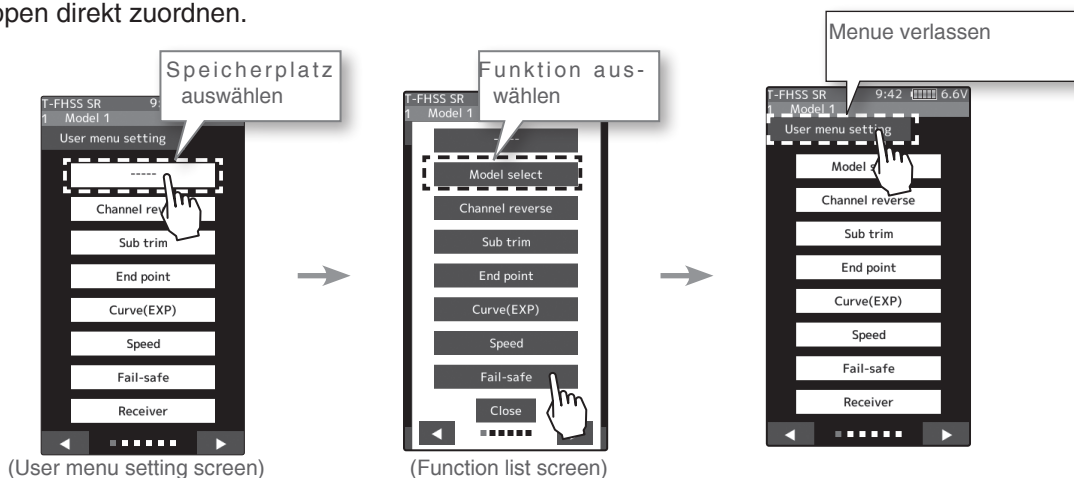 ppen direkt zuordnen.
Speicherplatz
auswählen
T-FHSS SR 9:
1 Model 1
User menu setting
-----
Channel rev
Sub trim
End point
Curve(EXP)
Speed
Fail-safe
Receiver
(User menu setting screen)
Funktion aus-
wählen
T-FHSS SR
1 Model 1
Model select
Channel reverse
Sub trim
End point
Curve(EXP)
Speed
Fail-safe
Close
(Function list screen)
Menue verlassen
T-FHSS SR 9:42 6.6V
1 Model 1
User menu setting
Model s
Channel reverse
Sub trim
End point
Curve(EXP)
Speed
Fail-safe
Receiver